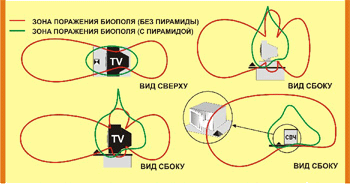 ЗОНА ПОРАЖЕНИЯ БИОПОЛЯ (БЕЗ ПИРАМИДЫ)
ЗОНА ПОРАЖЕНИЯ БИОПОЛЯ (С ПИРАМИДОЙ)
TV
ВИД СВЕРХУ
ВИД СБОКУ
TV
ВИД СБОКУ
СВЧ
ВИД СБОКУ